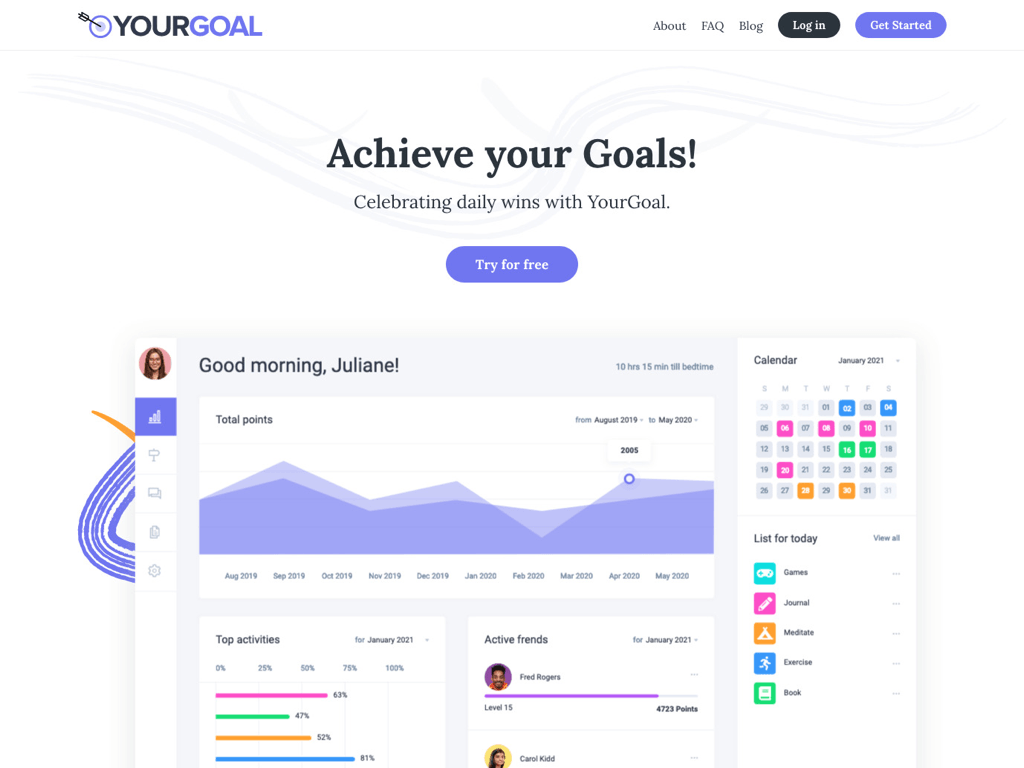 YOURGOAL
About FAQ Blog Log in Get Started
Achieve your Goals!
Celebrating daily wins with YourGoal.
Try for free
Good morning, Juliane!
10 hrs 15 min till bedtime
Total points
from August 2019 to May 2020
2005
Aug 2019 Sep 2019 Oct 2019 Nov 2019 Dec 2019 Jan 2020 Feb 2020 Mar 2020 Apr 2020 May 2020
Top activities
for January 2021
0% 25% 50% 75% 100%
63%
47%
52%
81%
Active frends
for January 2021
Fred Rogers
Level 15
4723 Points
Carol Kidd
Calendar
January 2021
S M T W T F S
29 30 31 01 02 03 04
05 06 07 08 09 10 11
12 13 14 15 16 17 18
19 20 21 22 23 24 25
26 27 28 29 30 31 31
List for today
View all
Games
Journal
Meditate
Exercise
Book